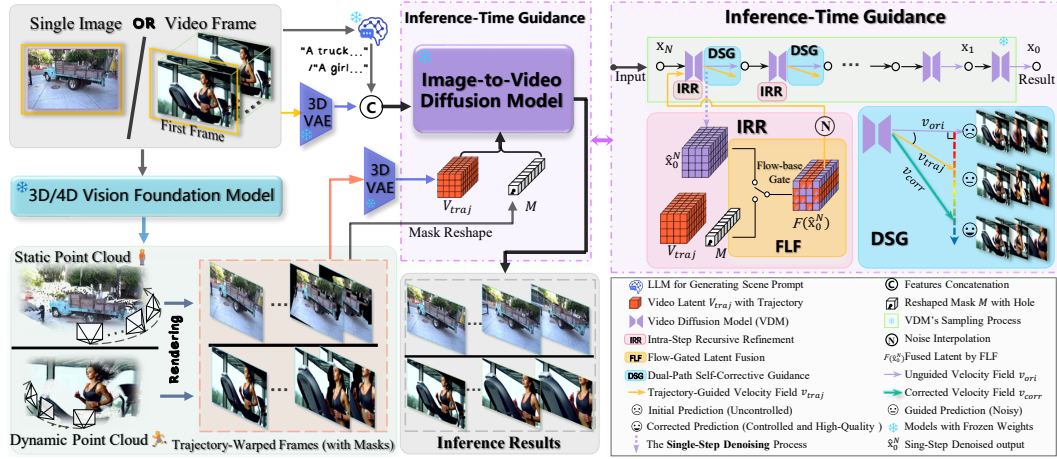 Single Image OR Video Frame
First Frame
"A truck..."
/"A girl..."
3D
VAE
C
3D/4D Vision Foundation Model
Static Point Cloud
Dynamic Point Cloud
Rendering
Trajectory-Warped Frames (with Masks)
3D
VAE
Mask Reshape
Inference-Time Guidance
Image-to-Video
Diffusion Model
V_traj
M
Inference Results
Inference-Time Guidance
x_N
DSG
DSG
...
x_1
x_0
Input
IRR
IRR
Result
IRR
N
x̂_0^N
Flow-base
Gate
V_traj
M
F(x̂_0^N)
FLF
v_ori
v_traj
v_corr
DSG
LLM for Generating Scene Prompt
C Features Concatenation
Video Latent V_traj with Trajectory
Reshaped Mask M with Hole
Video Diffusion Model (VDM)
VDM's Sampling Process
IRR Intra-Step Recursive Refinement
N Noise Interpolation
FLF Flow-Gated Latent Fusion
F(x̂_0^N) Fused Latent by FLF
DSG Dual-Path Self-Corrective Guidance
Unguided Velocity Field v_ori
Trajectory-Guided Velocity Field v_traj
Corrected Velocity Field v_corr
Initial Prediction (Uncontrolled)
Guided Prediction (Noisy)
Corrected Prediction (Controlled and High-Quality )
Models with Frozen Weights
The Single-Step Denoising Process
x̂_0^N Sing-Step Denoised output